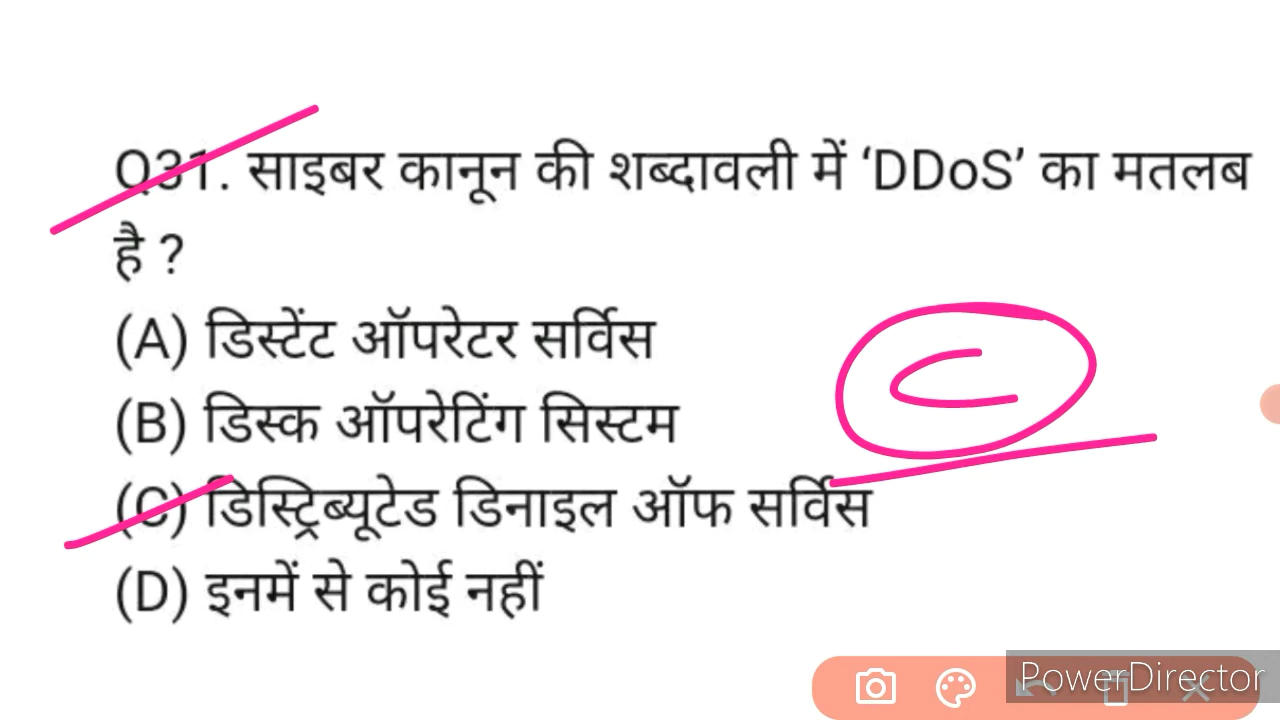 Q31. साइबर कानून की शब्दावली में ‘DDoS’ का मतलब
है ?
(A) डिस्टेंट ऑपरेटर सर्विस
(B) डिस्क ऑपरेटिंग सिस्टम
C
(C) डिस्ट्रिब्यूटेड डिनाइल ऑफ सर्विस
(D) इनमें से कोई नहीं
PowerDirector